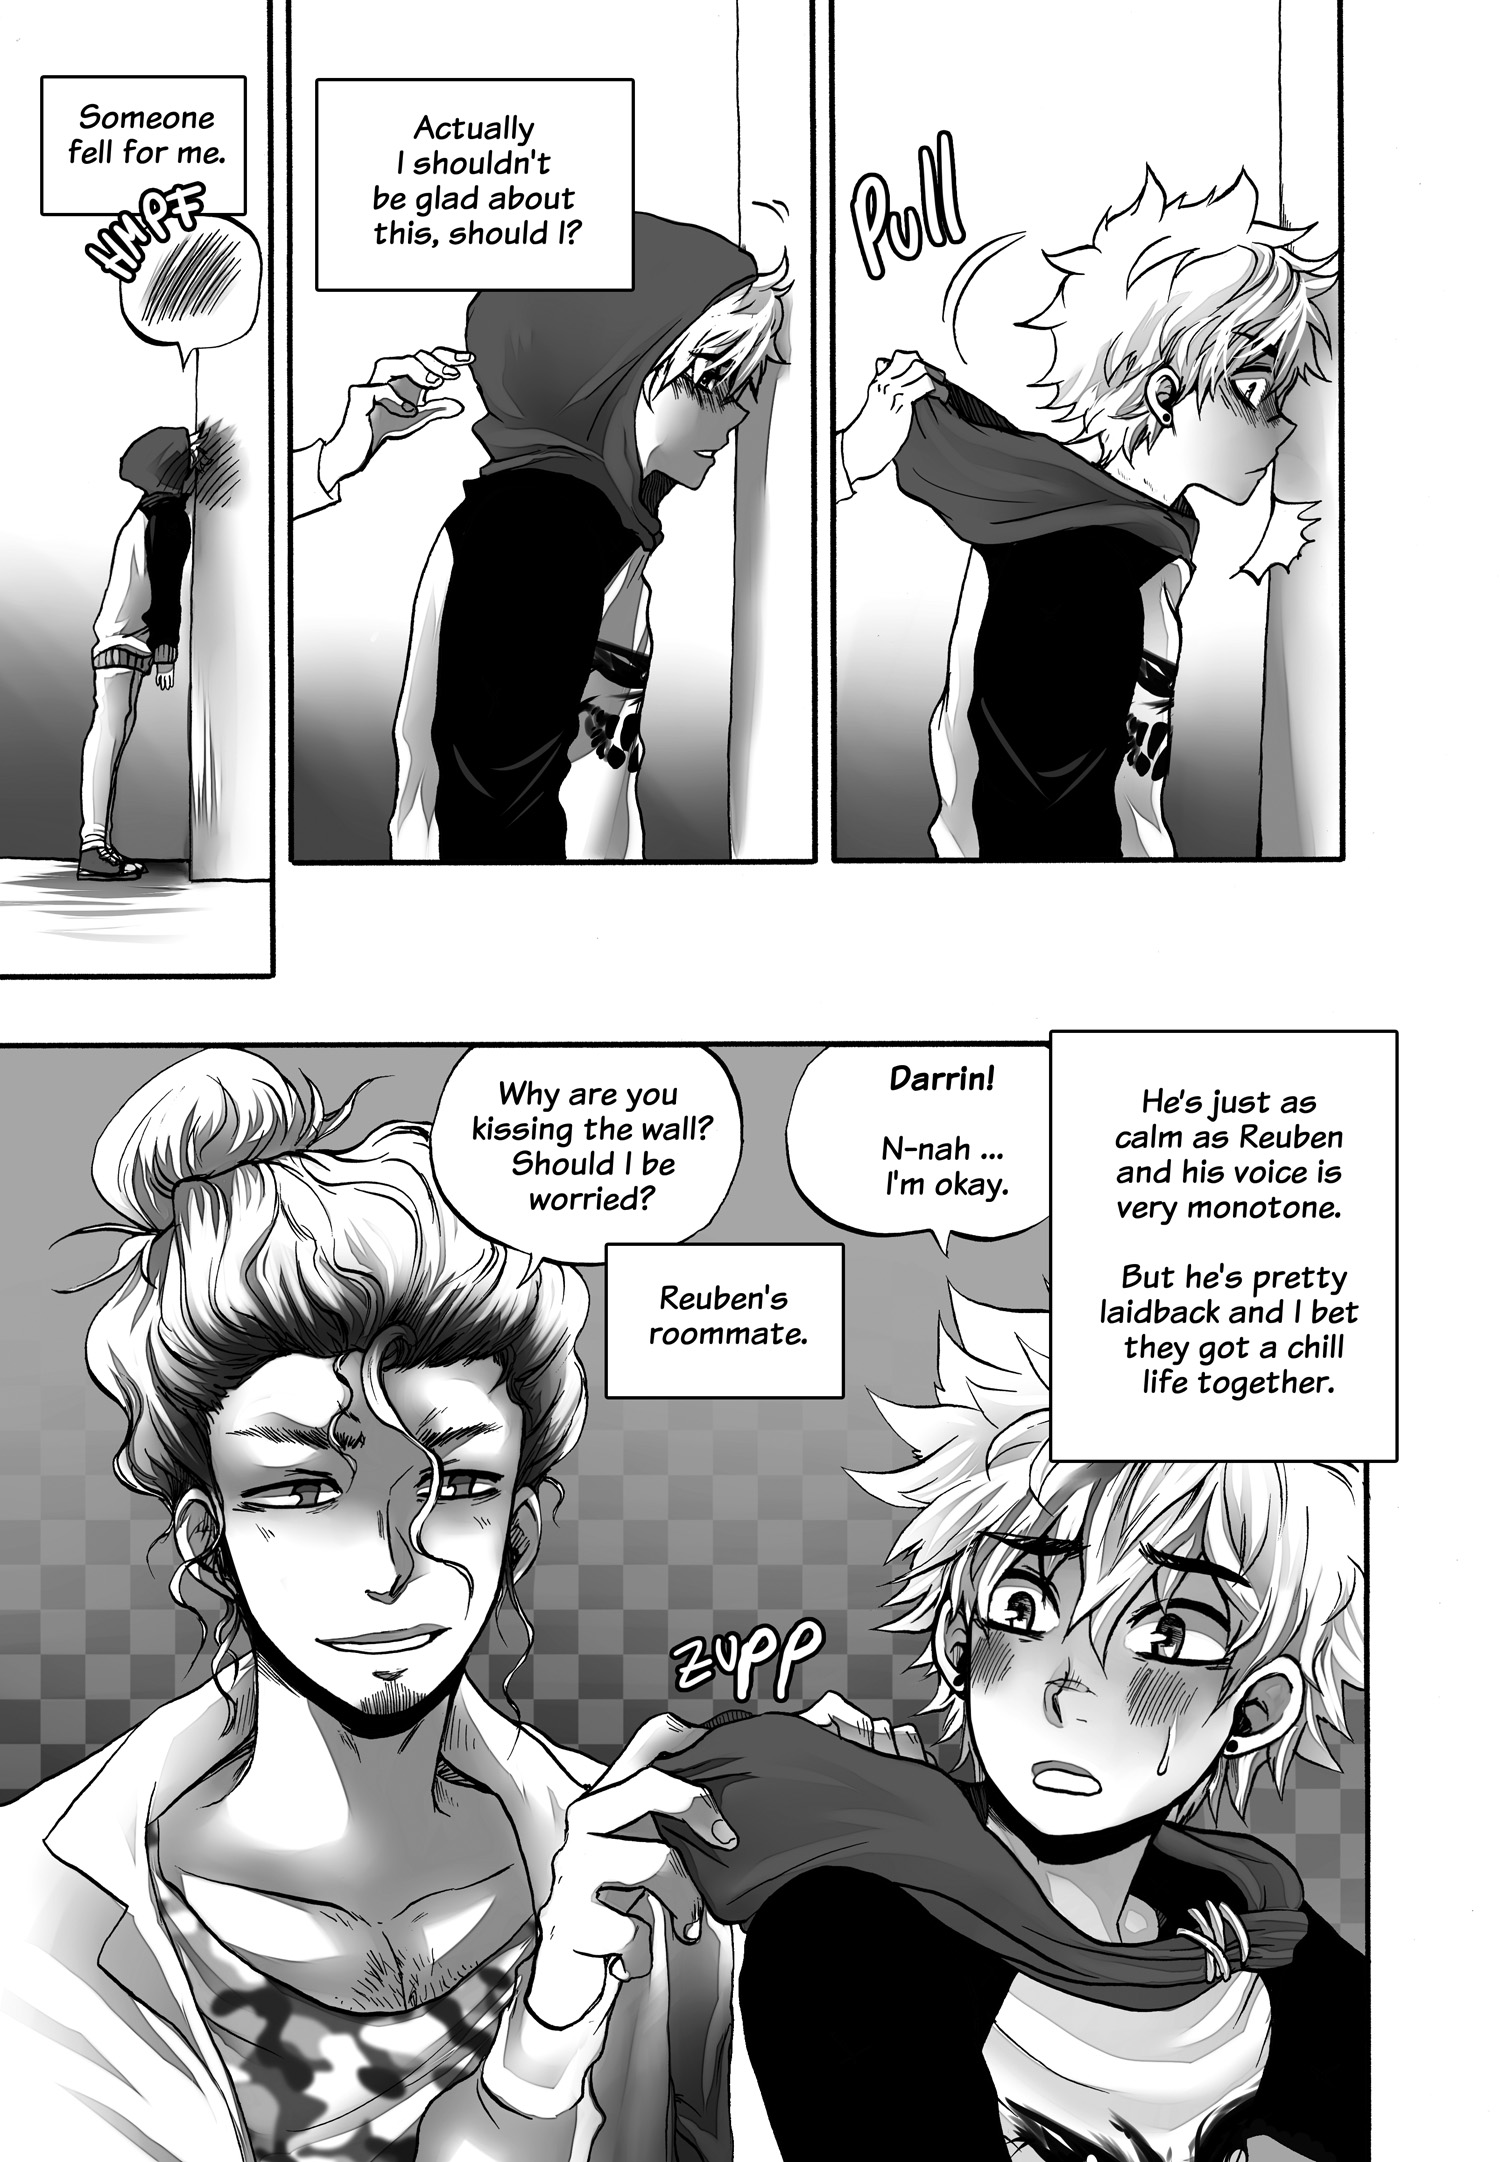 Someone
fell for me.
HMPF
Actually
I shouldn't
be glad about
this, should I?
Pull
Why are you
kissing the wall?
Should I be
worried?
Reuben's
roommate.
Darrin!
N-nah ...
I'm okay.
He's just as
calm as Reuben
and his voice is
very monotone.
But he's pretty
laidback and I bet
they got a chill
life together.
ZUPP